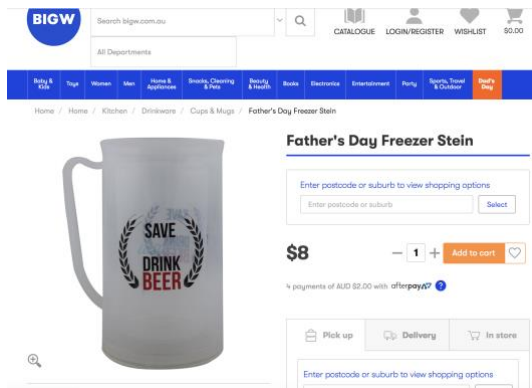 BIGW
Search bigw.com.au
All Departments
CATALOGUE
LOGIN/REGISTER
WISHLIST
$0.00
Baby & Kids
Toys
Women
Men
Home & Appliances
Snacks, Cleaning & Pets
Beauty & Health
Books
Electronics
Entertainment
Party
Sports, Travel & Outdoor
Dad's Day
Home / Home / Kitchen / Drinkware / Cups & Mugs / Father's Day Freezer Stein
Father's Day Freezer Stein
Enter postcode or suburb to view shopping options
Enter postcode or suburb
Select
$8
1
Add to cart
4 payments of AUD $2.00 with afterpay
?
Pick up
Delivery
In store
Enter postcode or suburb to view shopping options
SAVE
DRINK
BEER